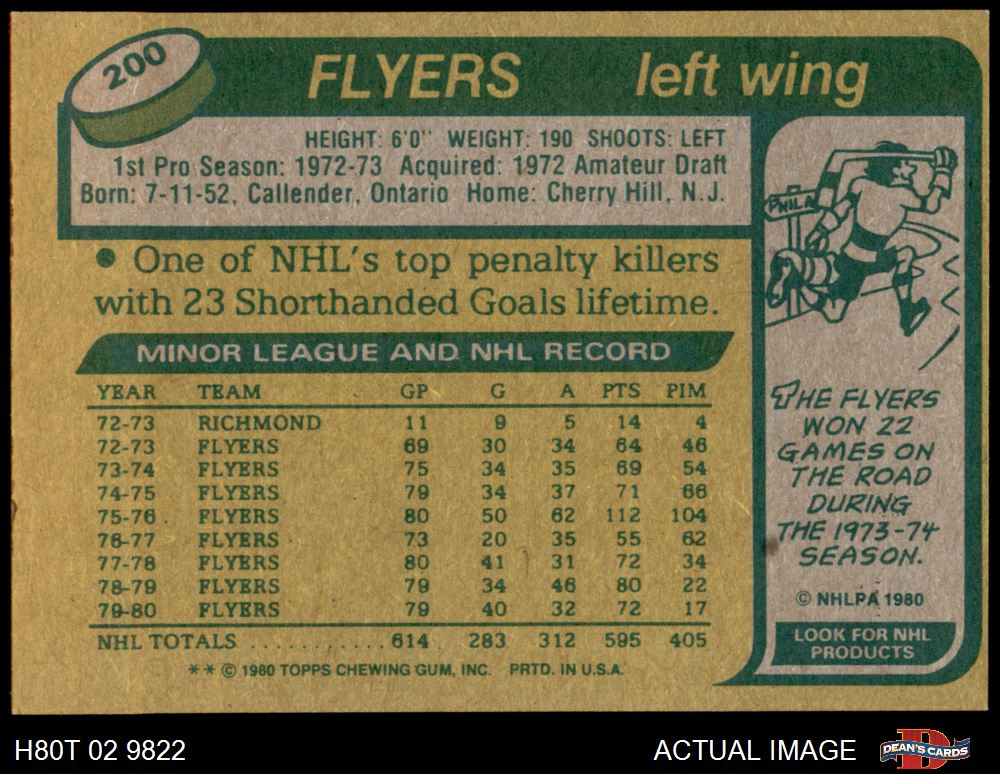 200
FLYERS left wing
HEIGHT: 6'0" WEIGHT: 190 SHOOTS: LEFT
1st Pro Season: 1972-73 Acquired: 1972 Amateur Draft
Born: 7-11-52, Callender, Ontario Home: Cherry Hill, N.J.
• One of NHL's top penalty killers
with 23 Shorthanded Goals lifetime.
MINOR LEAGUE AND NHL RECORD
YEAR TEAM GP G A PTS PIM
72-73 RICHMOND 11 9 5 14 4
72-73 FLYERS 69 30 34 64 46
73-74 FLYERS 75 34 35 69 54
74-75 FLYERS 79 34 37 71 66
75-76 FLYERS 80 50 62 112 104
76-77 FLYERS 73 20 35 55 62
77-78 FLYERS 80 41 31 72 34
78-79 FLYERS 79 34 46 80 22
79-80 FLYERS 79 40 32 72 17
NHL TOTALS ............ 614 283 312 595 405
** © 1980 TOPPS CHEWING GUM, INC. PRTD. IN U.S.A.
PHILA
THE FLYERS
WON 22
GAMES ON
THE ROAD
DURING
THE 1973-74
SEASON.
© NHLPA 1980
LOOK FOR NHL
PRODUCTS
H80T 02 9822
ACTUAL IMAGE
DEAN'S CARDS